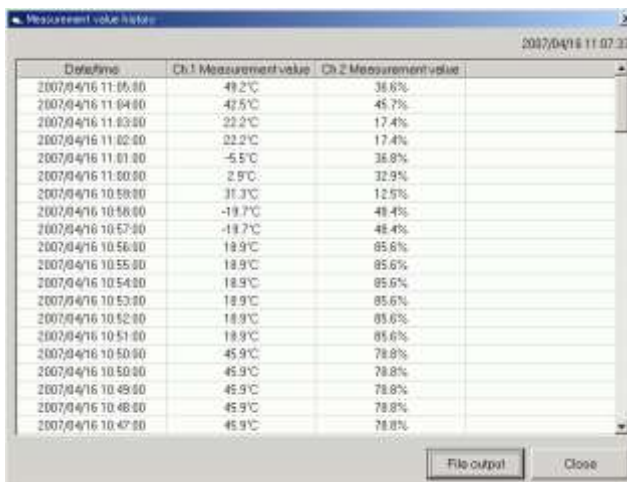 Measurement value history
2007/04/16 11:07:33
Date/time Ch.1 Measurement value Ch.2 Measurement value
2007/04/16 11:05:00 49.2°C 36.6%
2007/04/16 11:04:00 42.5°C 45.7%
2007/04/16 11:03:00 22.2°C 17.4%
2007/04/16 11:02:00 22.2°C 17.4%
2007/04/16 11:01:00 -5.5°C 36.8%
2007/04/16 11:00:00 2.9°C 32.9%
2007/04/16 10:59:00 31.3°C 12.5%
2007/04/16 10:58:00 -19.7°C 48.4%
2007/04/16 10:57:00 -19.7°C 48.4%
2007/04/16 10:56:00 18.9°C 85.6%
2007/04/16 10:55:00 18.9°C 85.6%
2007/04/16 10:54:00 18.9°C 85.6%
2007/04/16 10:53:00 18.9°C 85.6%
2007/04/16 10:52:00 18.9°C 85.6%
2007/04/16 10:51:00 18.9°C 85.6%
2007/04/16 10:50:00 45.9°C 78.8%
2007/04/16 10:50:00 45.9°C 78.8%
2007/04/16 10:49:00 45.9°C 78.8%
2007/04/16 10:48:00 45.9°C 78.8%
2007/04/16 10:47:00 45.9°C 78.8%
File output Close